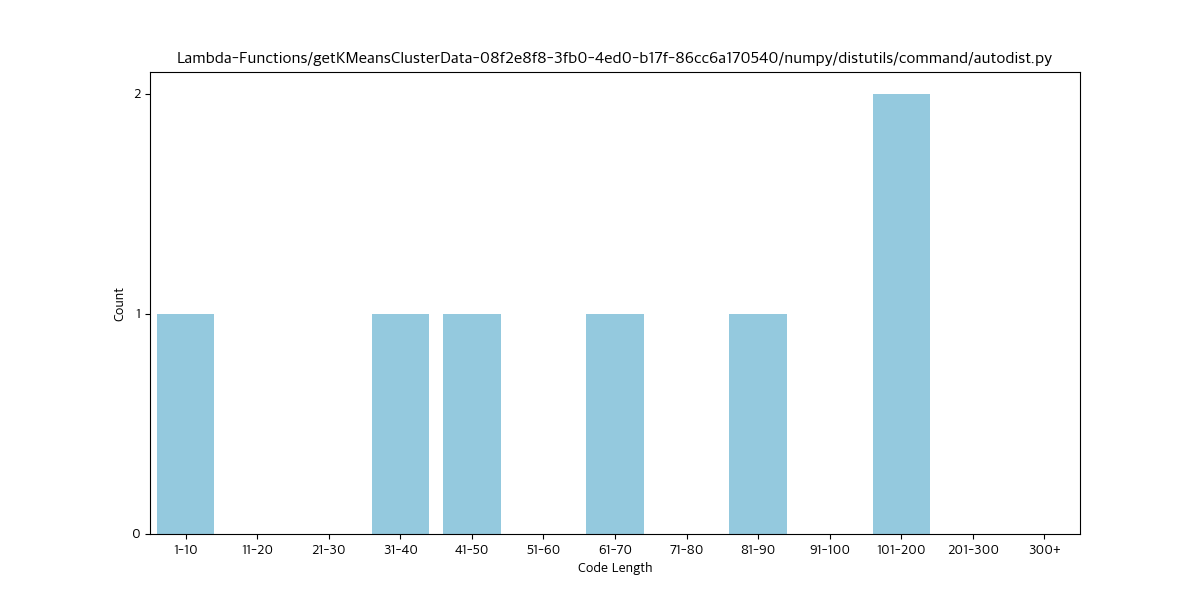 Lambda-Functions/getKMeansClusterData-08f2e8f8-3fb0-4ed0-b17f-86cc6a170540/numpy/distutils/command/autodist.py
2
1
0
Count
1-10 11-20 21-30 31-40 41-50 51-60 61-70 71-80 81-90 91-100 101-200 201-300 300+
Code Length